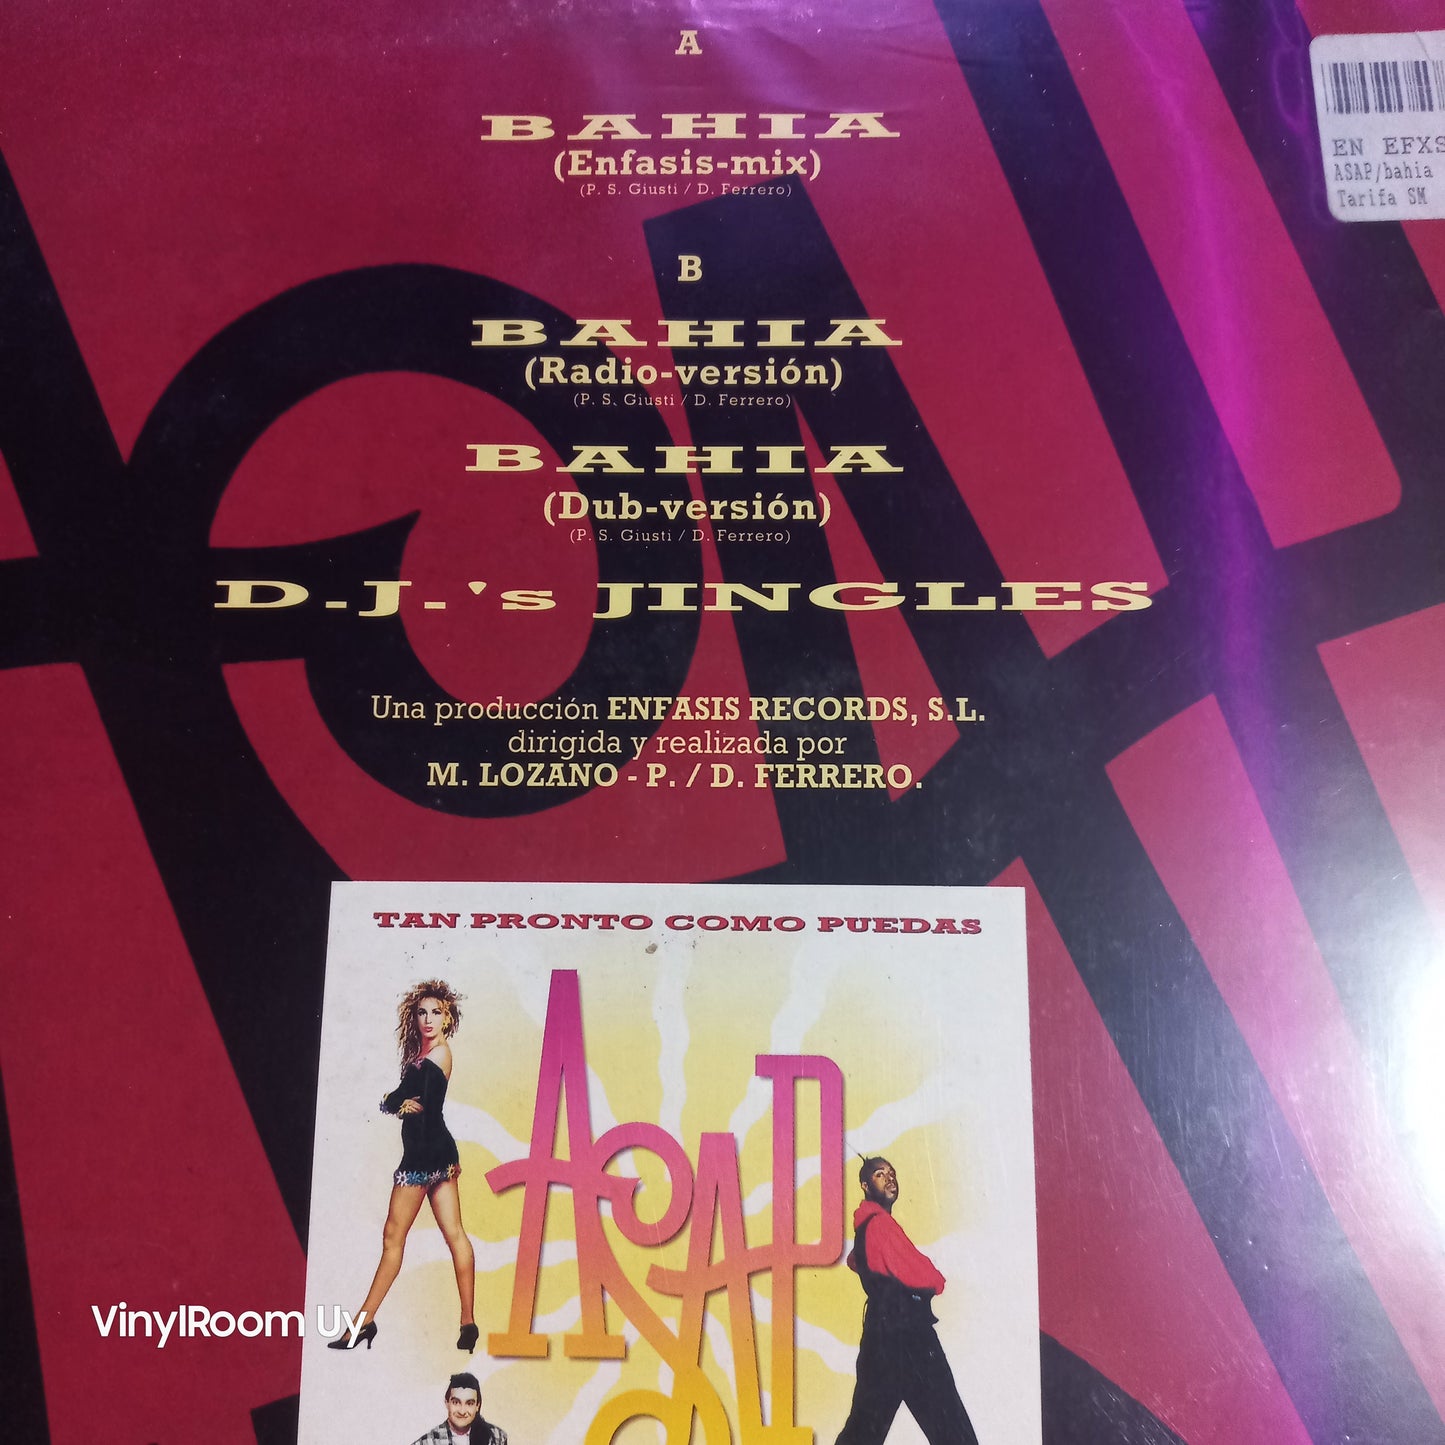 A
BAHIA
(Enfasis-mix)
(P. S. Giusti / D. Ferrero)
B
BAHIA
(Radio-versión)
(P. S. Giusti / D. Ferrero)
BAHIA
(Dub-versión)
(P. S. Giusti / D. Ferrero)
D.J.'s JINGLES
Una producción ENFASIS RECORDS, S.L.
dirigida y realizada por
M. LOZANO - P. / D. FERRERO.
EN EFXS
ASAP/bahia
Tarifa SM
TAN PRONTO COMO PUEDAS
ASAP
VinylRoom Uy